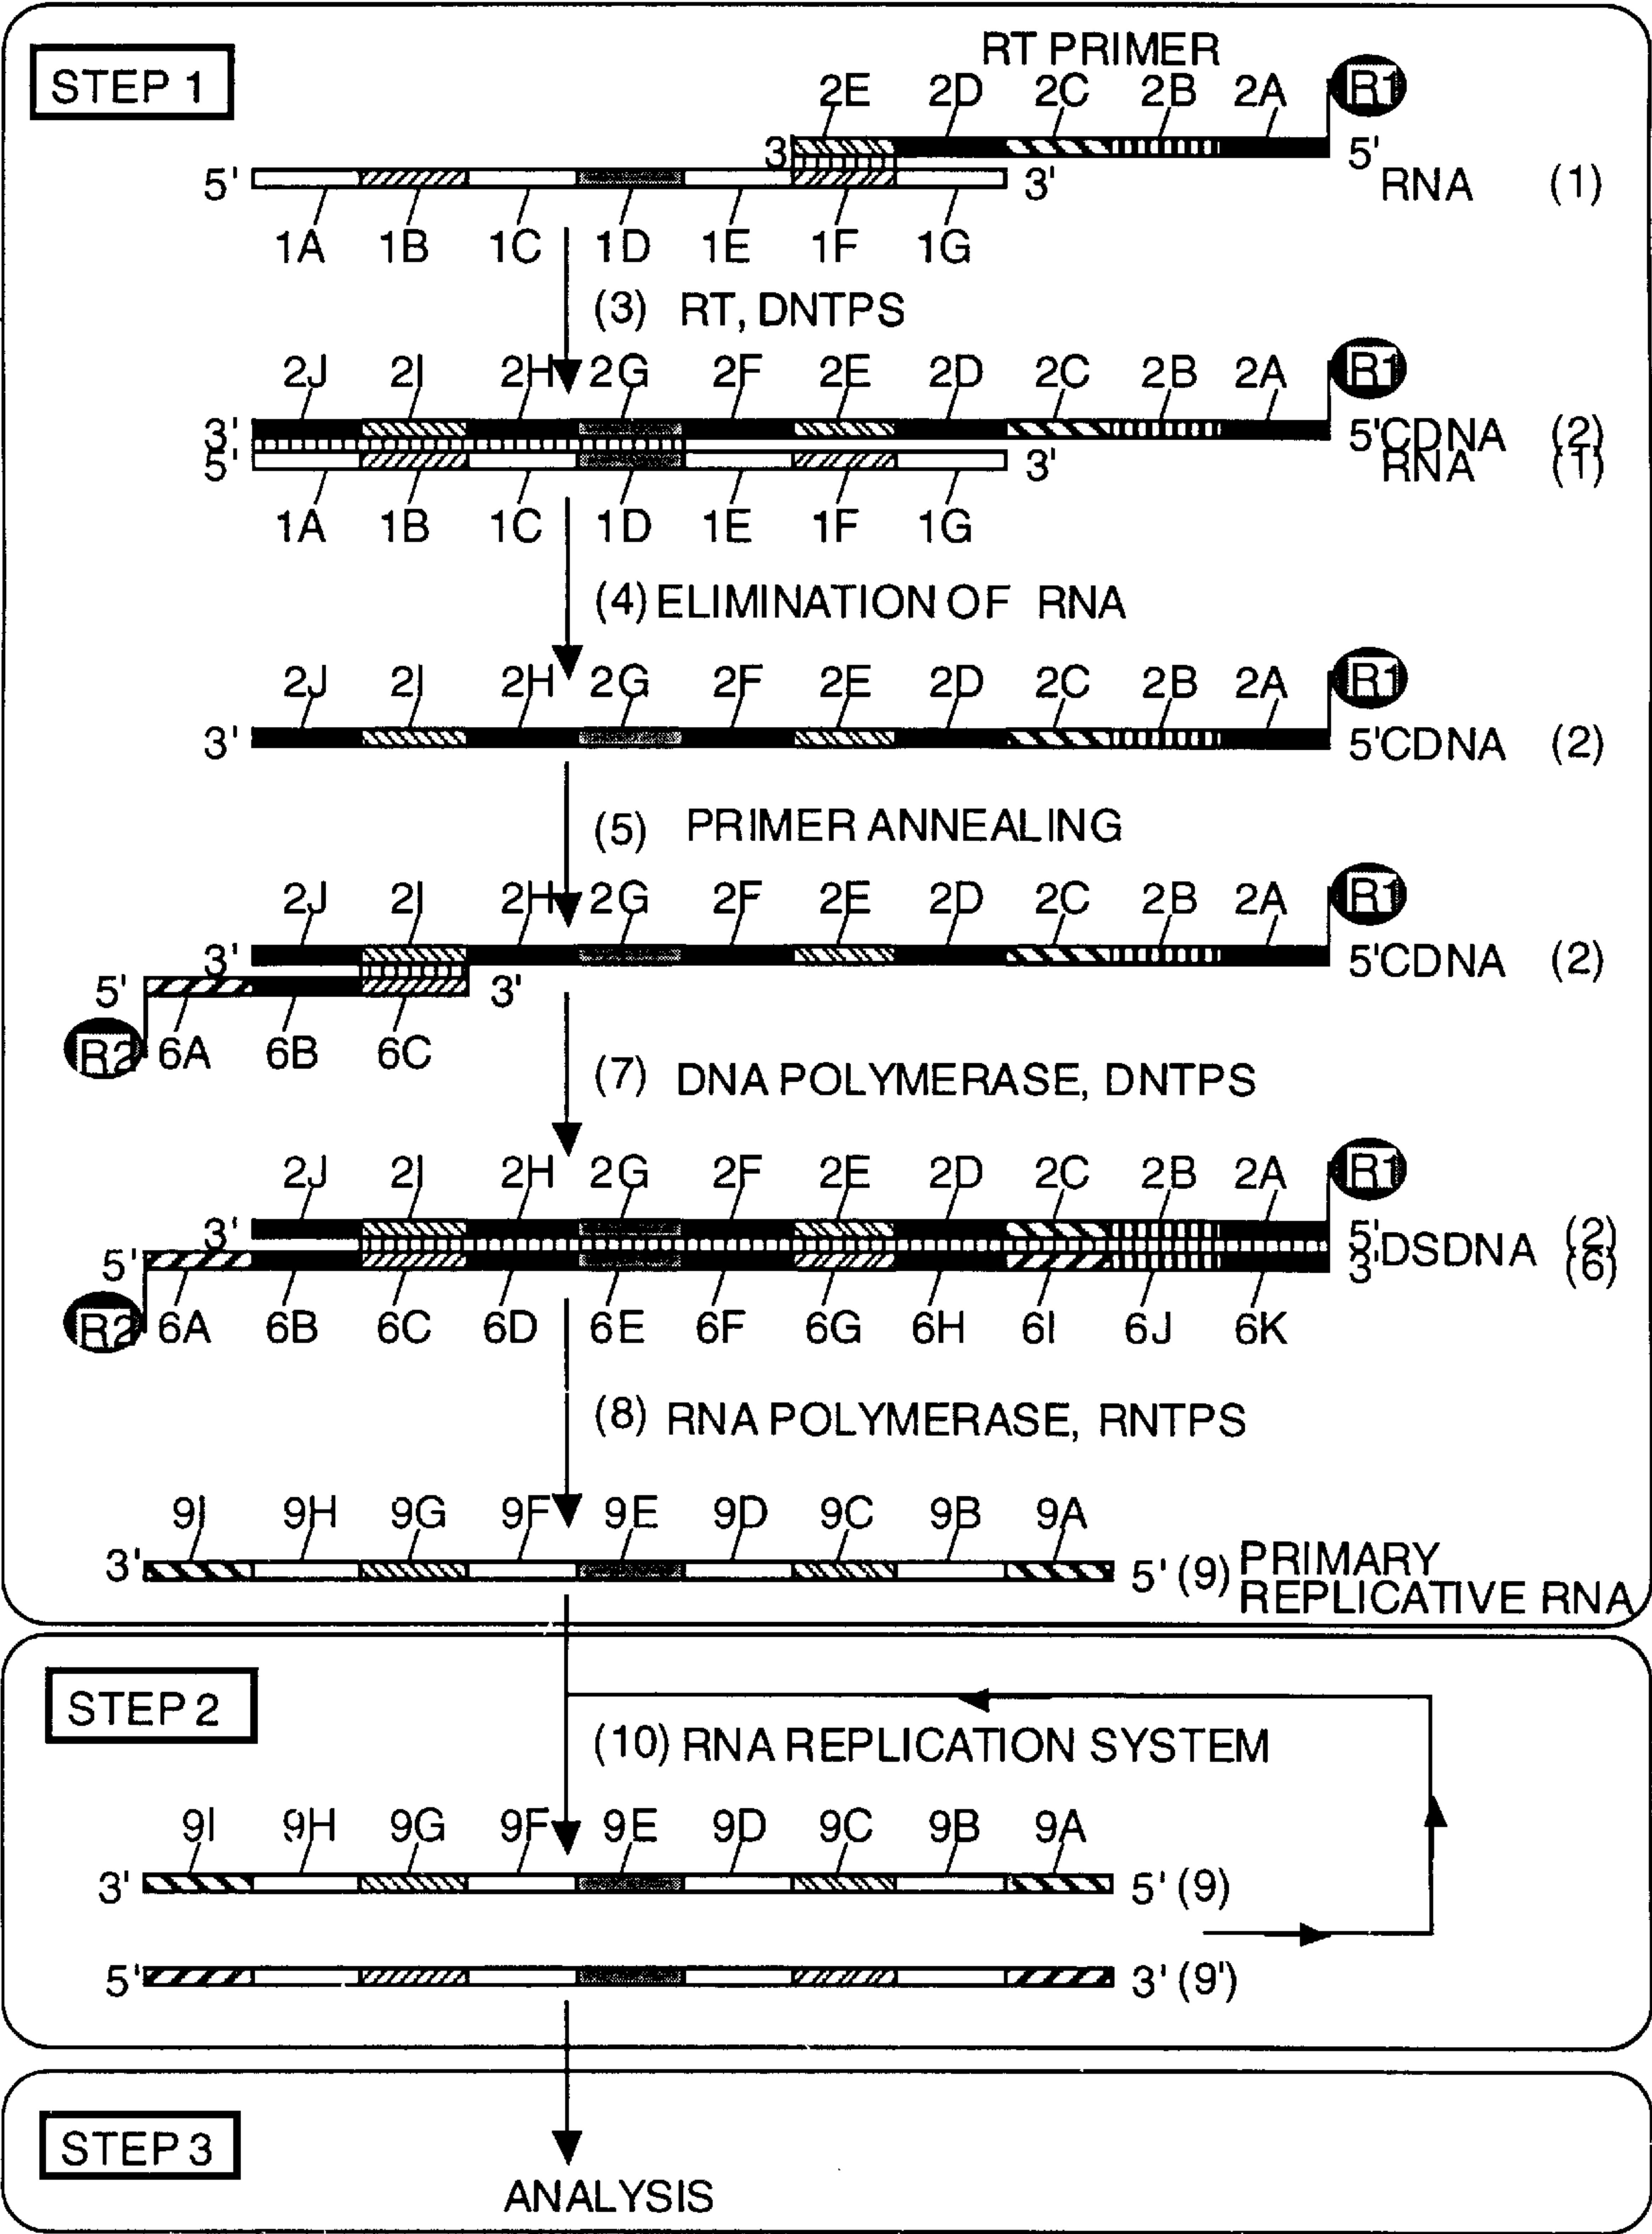 RT PRIMER
STEP 1
2E 2D 2C 2B 2A R1
3' 5'
5' 3' RNA (1)
1A 1B 1C 1D 1E 1F 1G
(3) RT, DNTPS
2J 2I 2H 2G 2F 2E 2D 2C 2B 2A R1
3' 5' CDNA (2)
5' 3' RNA (1)
1A 1B 1C 1D 1E 1F 1G
(4) ELIMINATION OF RNA
2J 2I 2H 2G 2F 2E 2D 2C 2B 2A R1
3' 5' CDNA (2)
(5) PRIMER ANNEALING
2J 2I 2H 2G 2F 2E 2D 2C 2B 2A R1
3' 5' CDNA (2)
5' 3'
R2 6A 6B 6C
(7) DNA POLYMERASE, DNTPS
2J 2I 2H 2G 2F 2E 2D 2C 2B 2A R1
3' 5' (2)
5' 3' DSDNA (6)
R2 6A 6B 6C 6D 6E 6F 6G 6H 6I 6J 6K
(8) RNA POLYMERASE, RNTPS
9I 9H 9G 9F 9E 9D 9C 9B 9A
3' 5' (9) PRIMARY
REPLICATIVE RNA
STEP 2
(10) RNA REPLICATION SYSTEM
9I 9H 9G 9F 9E 9D 9C 9B 9A
3' 5' (9)
5' 3' (9')
STEP 3
ANALYSIS